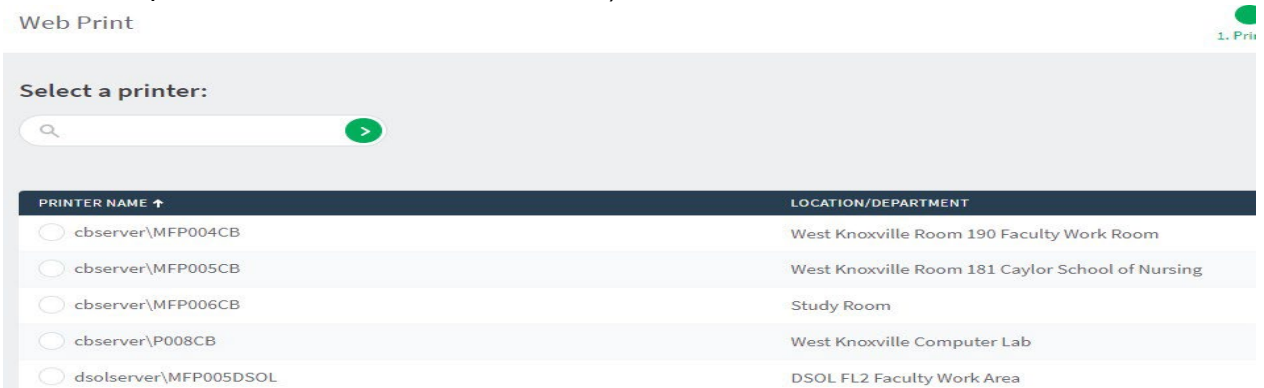 Web Print
1. Pri
Select a printer:
>
PRINTER NAME ↑ LOCATION/DEPARTMENT
cbserver\MFP004CB West Knoxville Room 190 Faculty Work Room
cbserver\MFP005CB West Knoxville Room 181 Caylor School of Nursing
cbserver\MFP006CB Study Room
cbserver\P008CB West Knoxville Computer Lab
dsolserver\MFP005DSOL DSOL FL2 Faculty Work Area